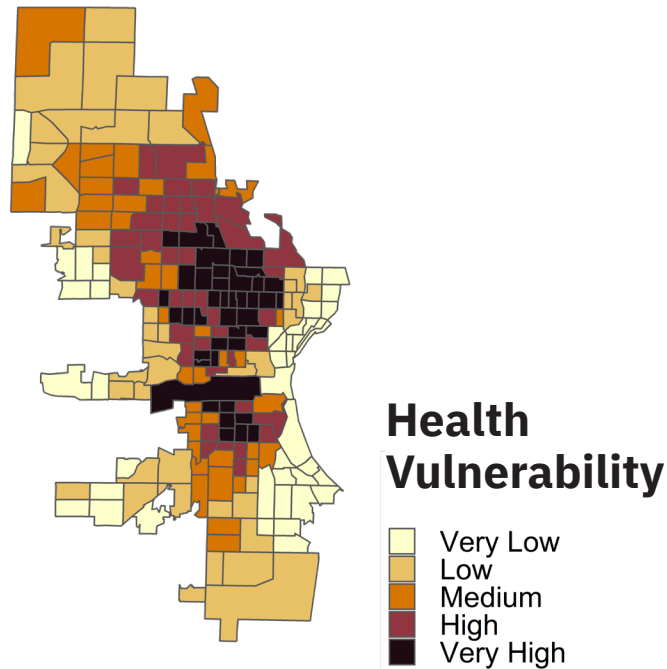 Health
Vulnerability
Very Low
Low
Medium
High
Very High